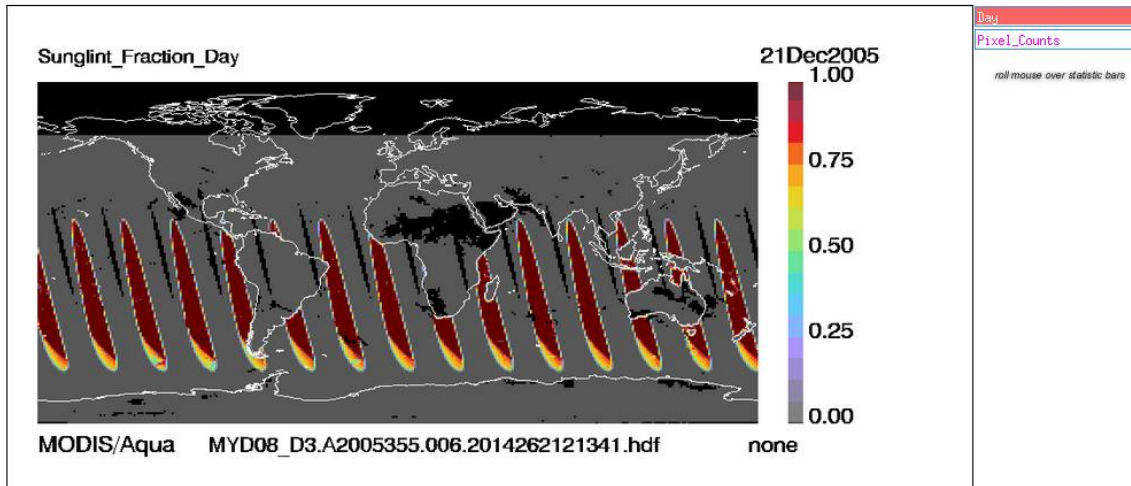 Sunglint_Fraction_Day 21Dec2005
1.00
0.75
0.50
0.25
0.00
MODIS/Aqua MYD08_D3.A2005355.006.2014262121341.hdf none
Day
Pixel_Counts
roll mouse over statistic bars